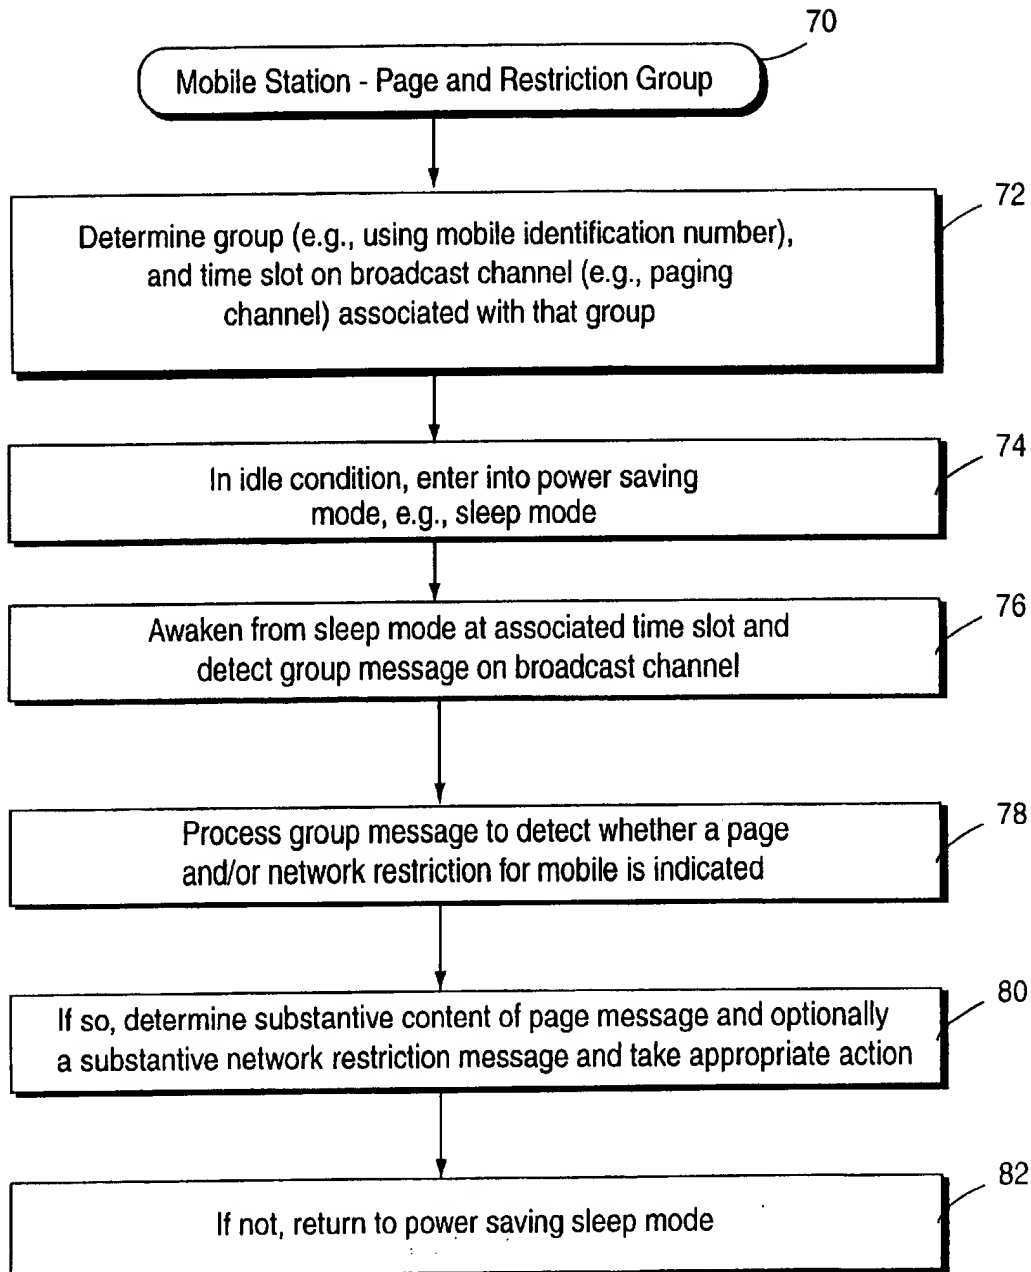 70
Mobile Station - Page and Restriction Group
72
Determine group (e.g., using mobile identification number),
and time slot on broadcast channel (e.g., paging
channel) associated with that group
74
In idle condition, enter into power saving
mode, e.g., sleep mode
76
Awaken from sleep mode at associated time slot and
detect group message on broadcast channel
78
Process group message to detect whether a page
and/or network restriction for mobile is indicated
80
If so, determine substantive content of page message and optionally
a substantive network restriction message and take appropriate action
82
If not, return to power saving sleep mode